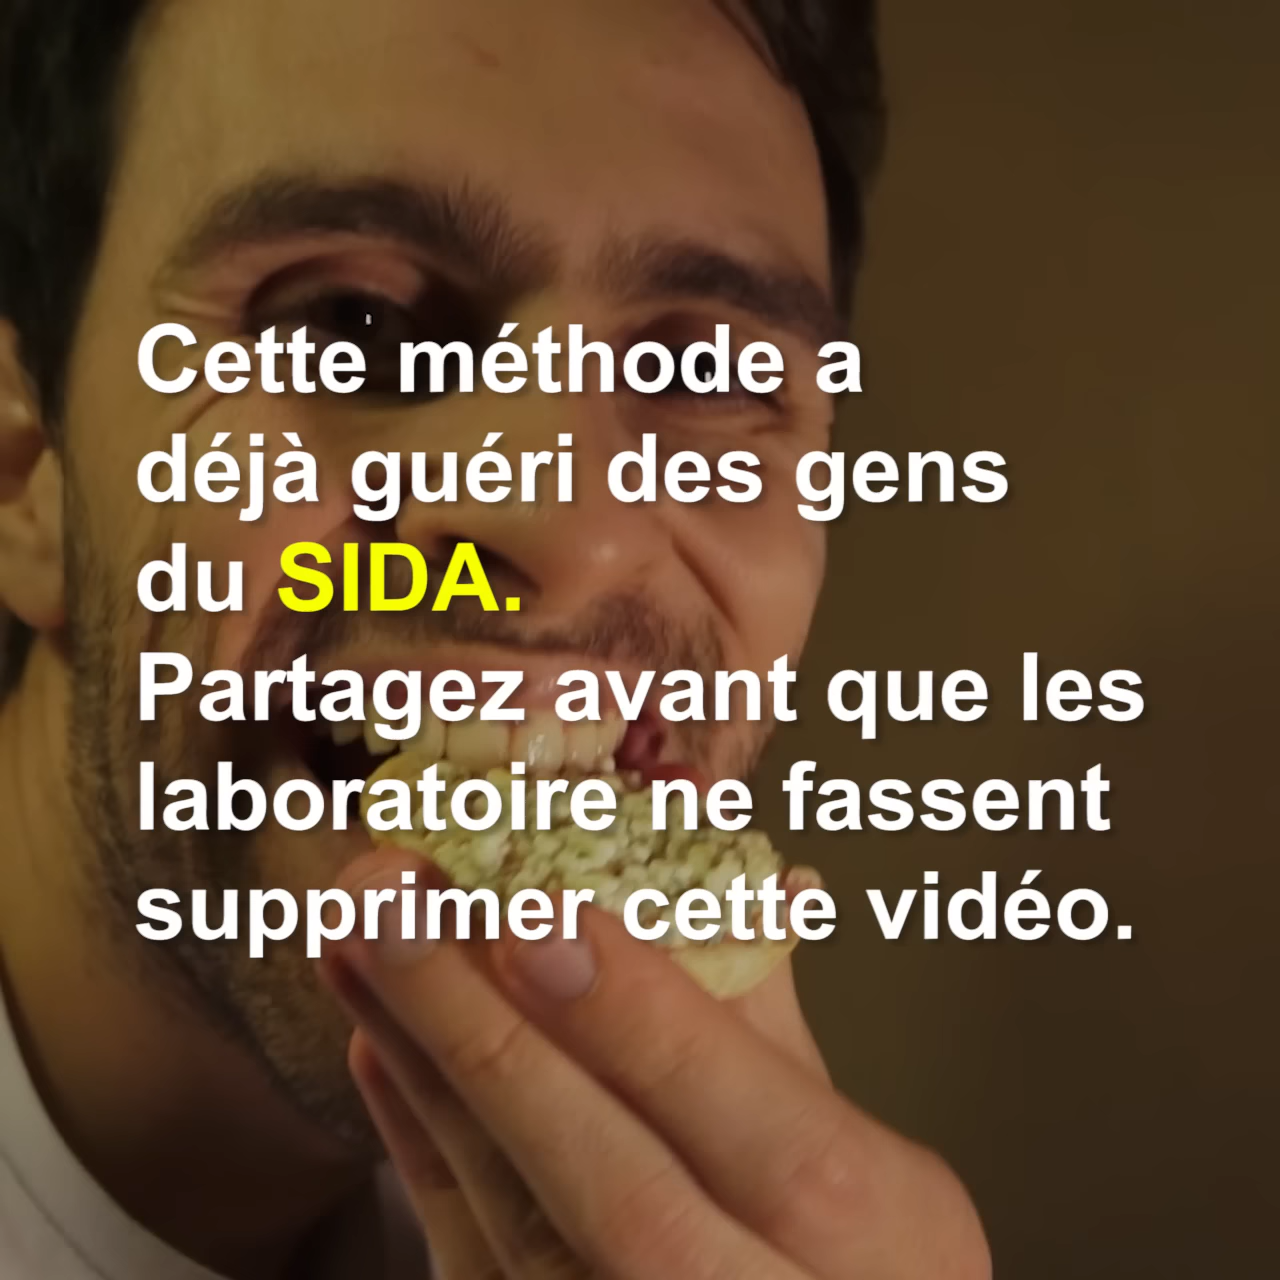 Cette méthode a
déjà guéri des gens
du SIDA.
Partagez avant que les
laboratoire ne fassent
supprimer cette vidéo.